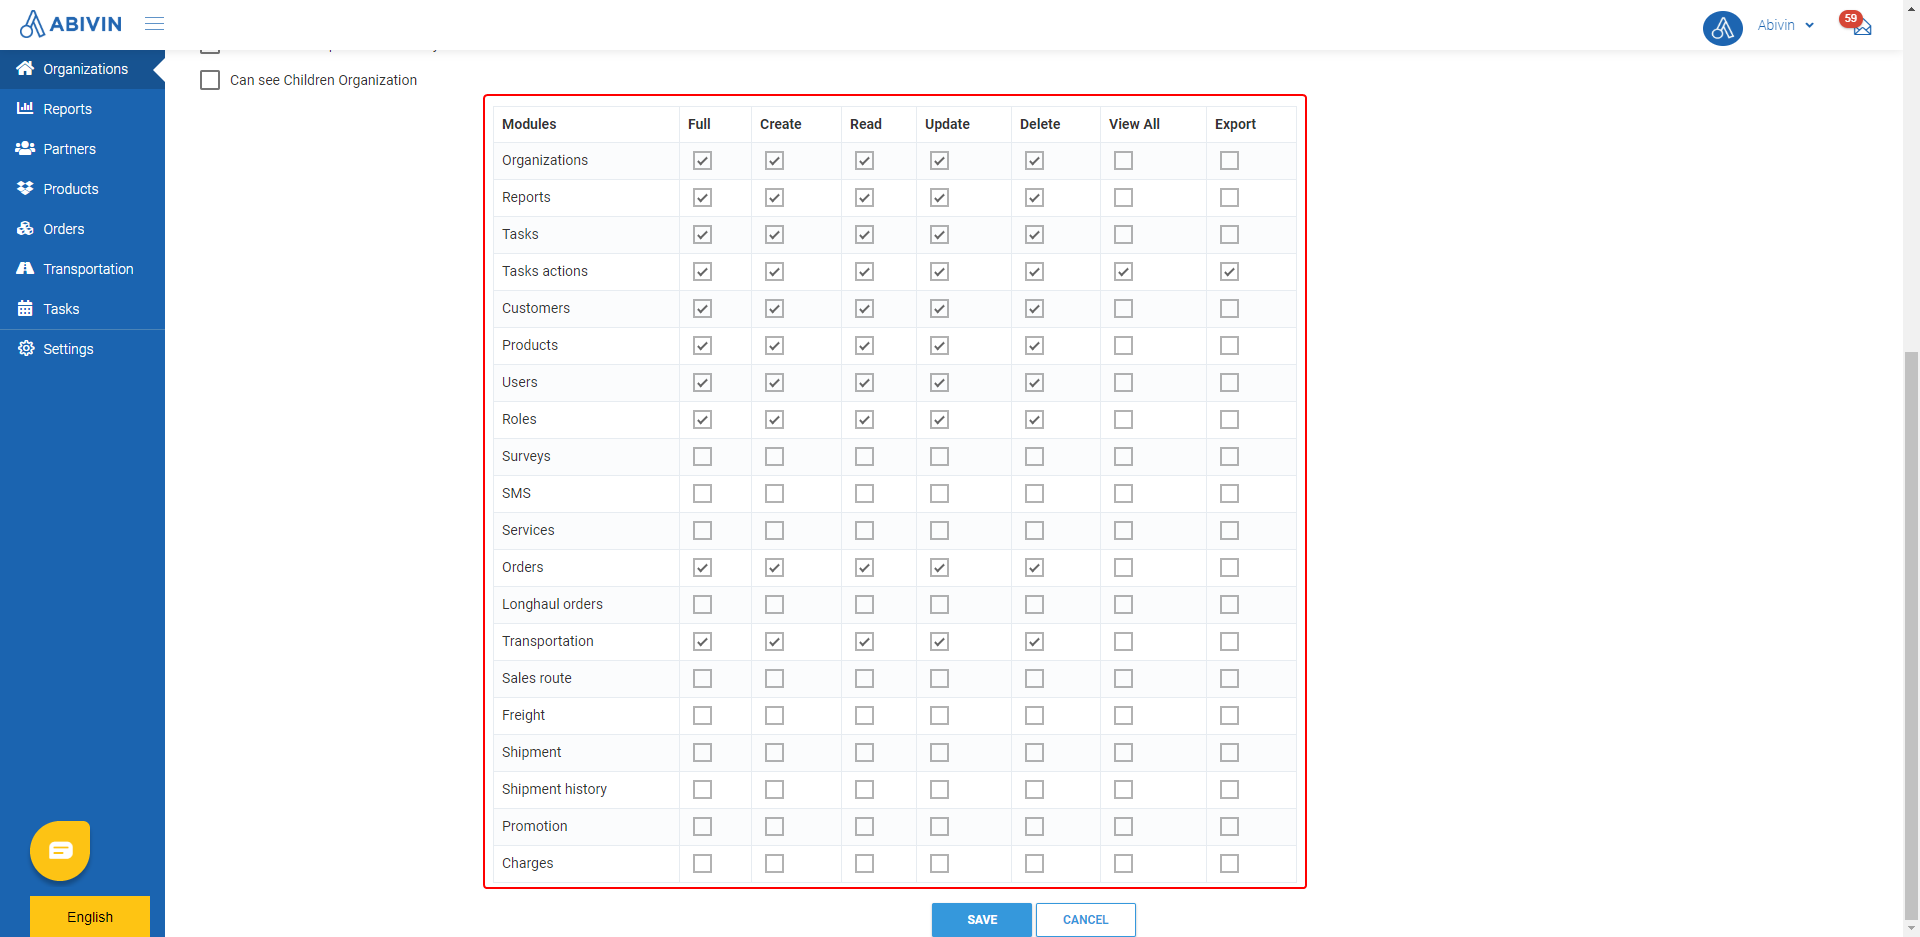 ABIVIN
Abivin
59
Organizations
Reports
Partners
Products
Orders
Transportation
Tasks
Settings
English
Can see Children Organization
Modules Full Create Read Update Delete View All Export
Organizations
Reports
Tasks
Tasks actions
Customers
Products
Users
Roles
Surveys
SMS
Services
Orders
Longhaul orders
Transportation
Sales route
Freight
Shipment
Shipment history
Promotion
Charges
SAVE CANCEL